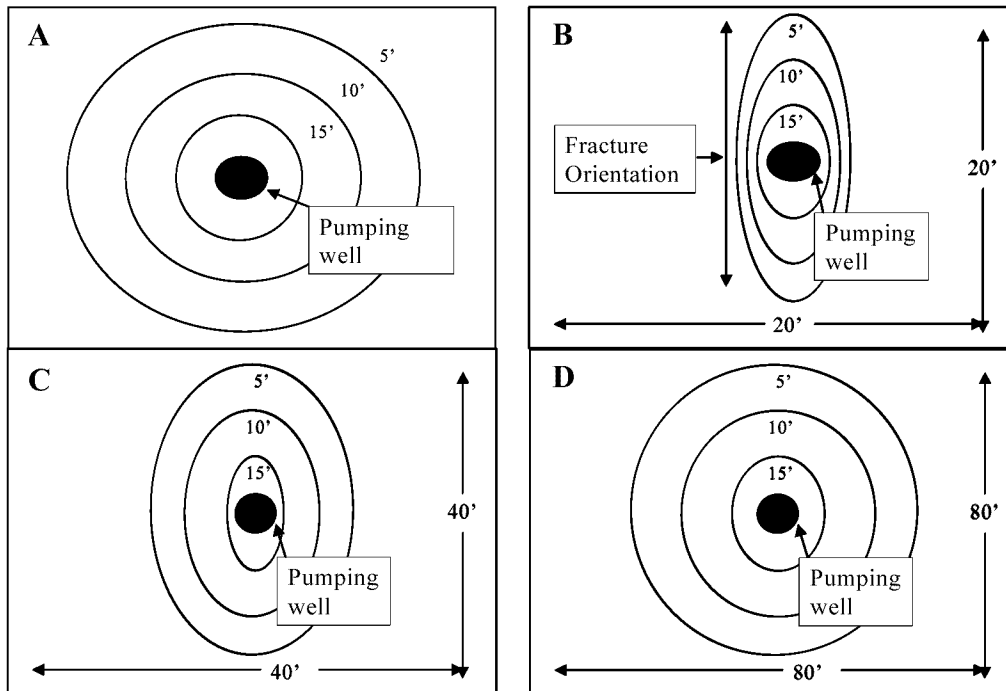 A
5’
10’
15’
Pumping
well
B
5’
10’
15’
Fracture
Orientation
Pumping
well
20’
20’
C
5’
10’
15’
Pumping
well
40’
40’
D
5’
10’
15’
Pumping
well
80’
80’